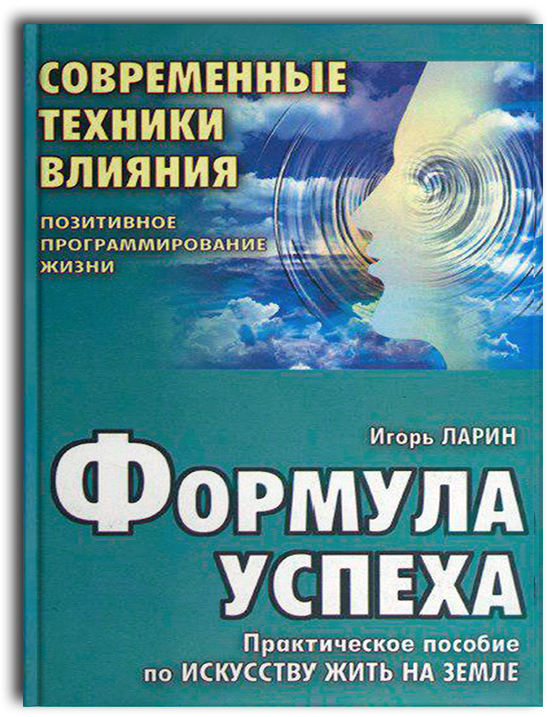 СОВРЕМЕННЫЕ
ТЕХНИКИ
ВЛИЯНИЯ
ПОЗИТИВНОЕ
ПРОГРАММИРОВАНИЕ
ЖИЗНИ
Игорь ЛАРИН
ФОРМУЛА
УСПЕХА
Практическое пособие
по ИСКУССТВУ ЖИТЬ НА ЗЕМЛЕ